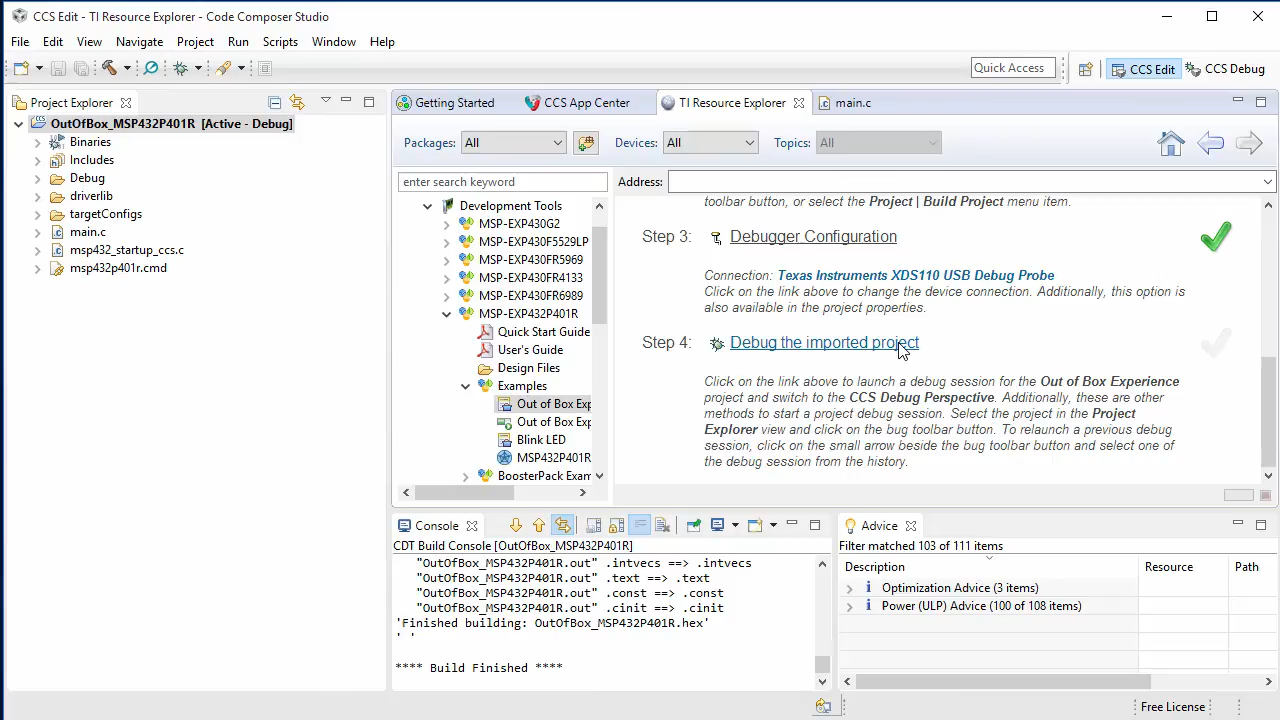 CCS Edit - TI Resource Explorer - Code Composer Studio
File Edit View Navigate Project Run Scripts Window Help
Quick Access CCS Edit CCS Debug
Project Explorer
OutOfBox_MSP432P401R [Active - Debug]
Binaries
Includes
Debug
driverlib
targetConfigs
main.c
msp432_startup_ccs.c
msp432p401r.cmd
Getting Started CCS App Center TI Resource Explorer main.c
Packages: All Devices: All Topics: All
enter search keyword
Address:
Development Tools
MSP-EXP430G2
MSP-EXP430F5529LP
MSP-EXP430FR5969
MSP-EXP430FR4133
MSP-EXP430FR6989
MSP-EXP432P401R
Quick Start Guide
User's Guide
Design Files
Examples
Out of Box Exp
Out of Box Exp
Blink LED
MSP432P401R
BoosterPack Exam
toolbar button, or select the Project | Build Project menu item.
Step 3: Debugger Configuration
Connection: Texas Instruments XDS110 USB Debug Probe
Click on the link above to change the device connection. Additionally, this option is
also available in the project properties.
Step 4: Debug the imported project
Click on the link above to launch a debug session for the Out of Box Experience
project and switch to the CCS Debug Perspective. Additionally, these are other
methods to start a project debug session. Select the project in the Project
Explorer view and click on the bug toolbar button. To relaunch a previous debug
session, click on the small arrow beside the bug toolbar button and select one of
the debug session from the history.
Console
CDT Build Console [OutOfBox_MSP432P401R]
"OutOfBox_MSP432P401R.out" .intvecs ==> .intvecs
"OutOfBox_MSP432P401R.out" .text ==> .text
"OutOfBox_MSP432P401R.out" .const ==> .const
"OutOfBox_MSP432P401R.out" .cinit ==> .cinit
'Finished building: OutOfBox_MSP432P401R.hex'
' '
**** Build Finished ****
Advice
Filter matched 103 of 111 items
Description Resource Path
Optimization Advice (3 items)
Power (ULP) Advice (100 of 108 items)
Free License